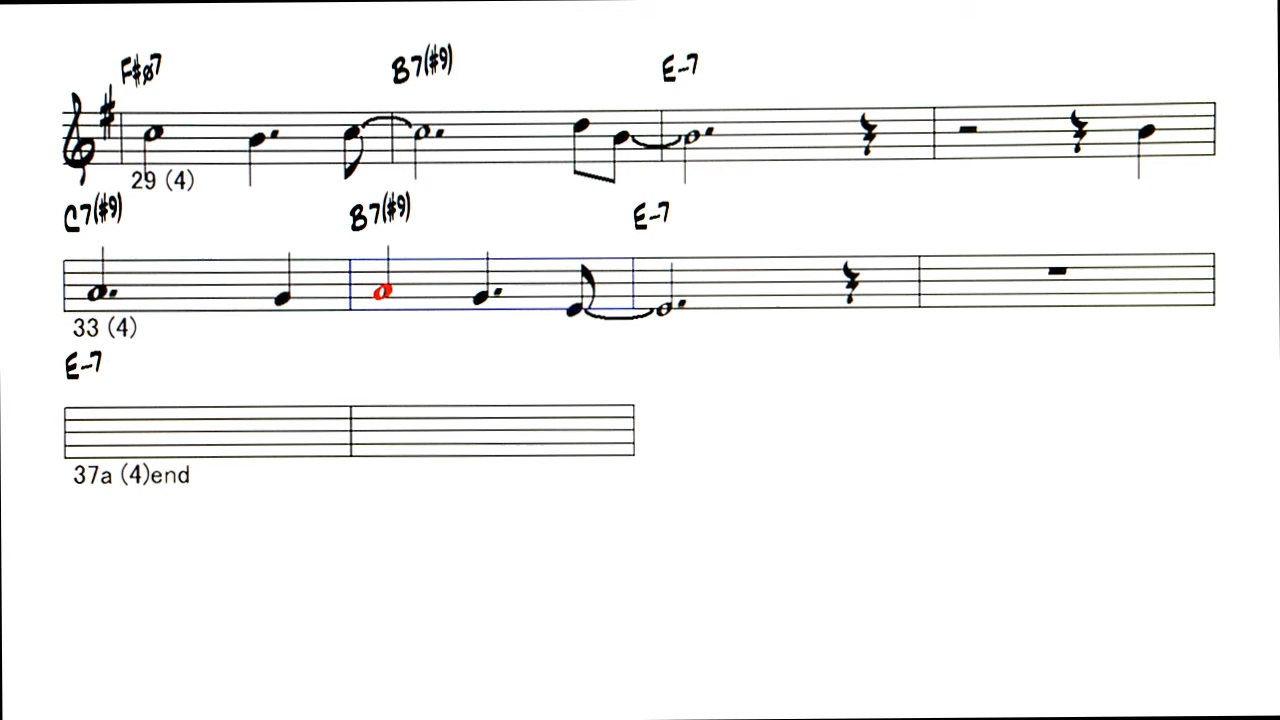 F#ø7 B7(#9) E-7
29 (4)
C7(#9) B7(#9) E-7
33 (4)
E-7
37a (4)end